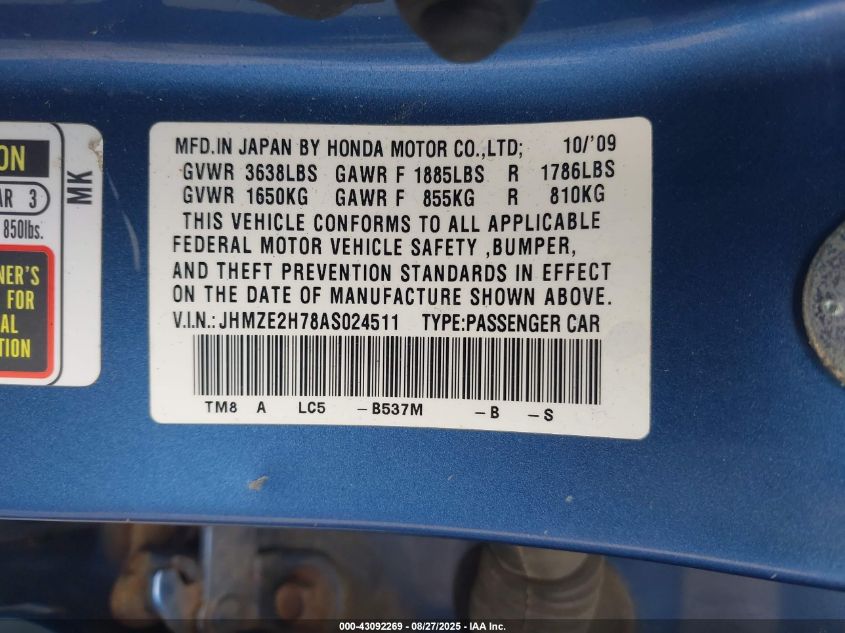 ON
AR 3
850lbs.
NER'S
FOR
AL
TION
MK
MFD.IN JAPAN BY HONDA MOTOR CO.,LTD; 10/'09
GVWR 3638LBS GAWR F 1885LBS R 1786LBS
GVWR 1650KG GAWR F 855KG R 810KG
THIS VEHICLE CONFORMS TO ALL APPLICABLE
FEDERAL MOTOR VEHICLE SAFETY ,BUMPER,
AND THEFT PREVENTION STANDARDS IN EFFECT
ON THE DATE OF MANUFACTURE SHOWN ABOVE.
V.I.N.: JHMZE2H78AS024511 TYPE:PASSENGER CAR
TM8 A LC5 -B537M -B -S
000-43092269 - 08/27/2025 - IAA Inc.